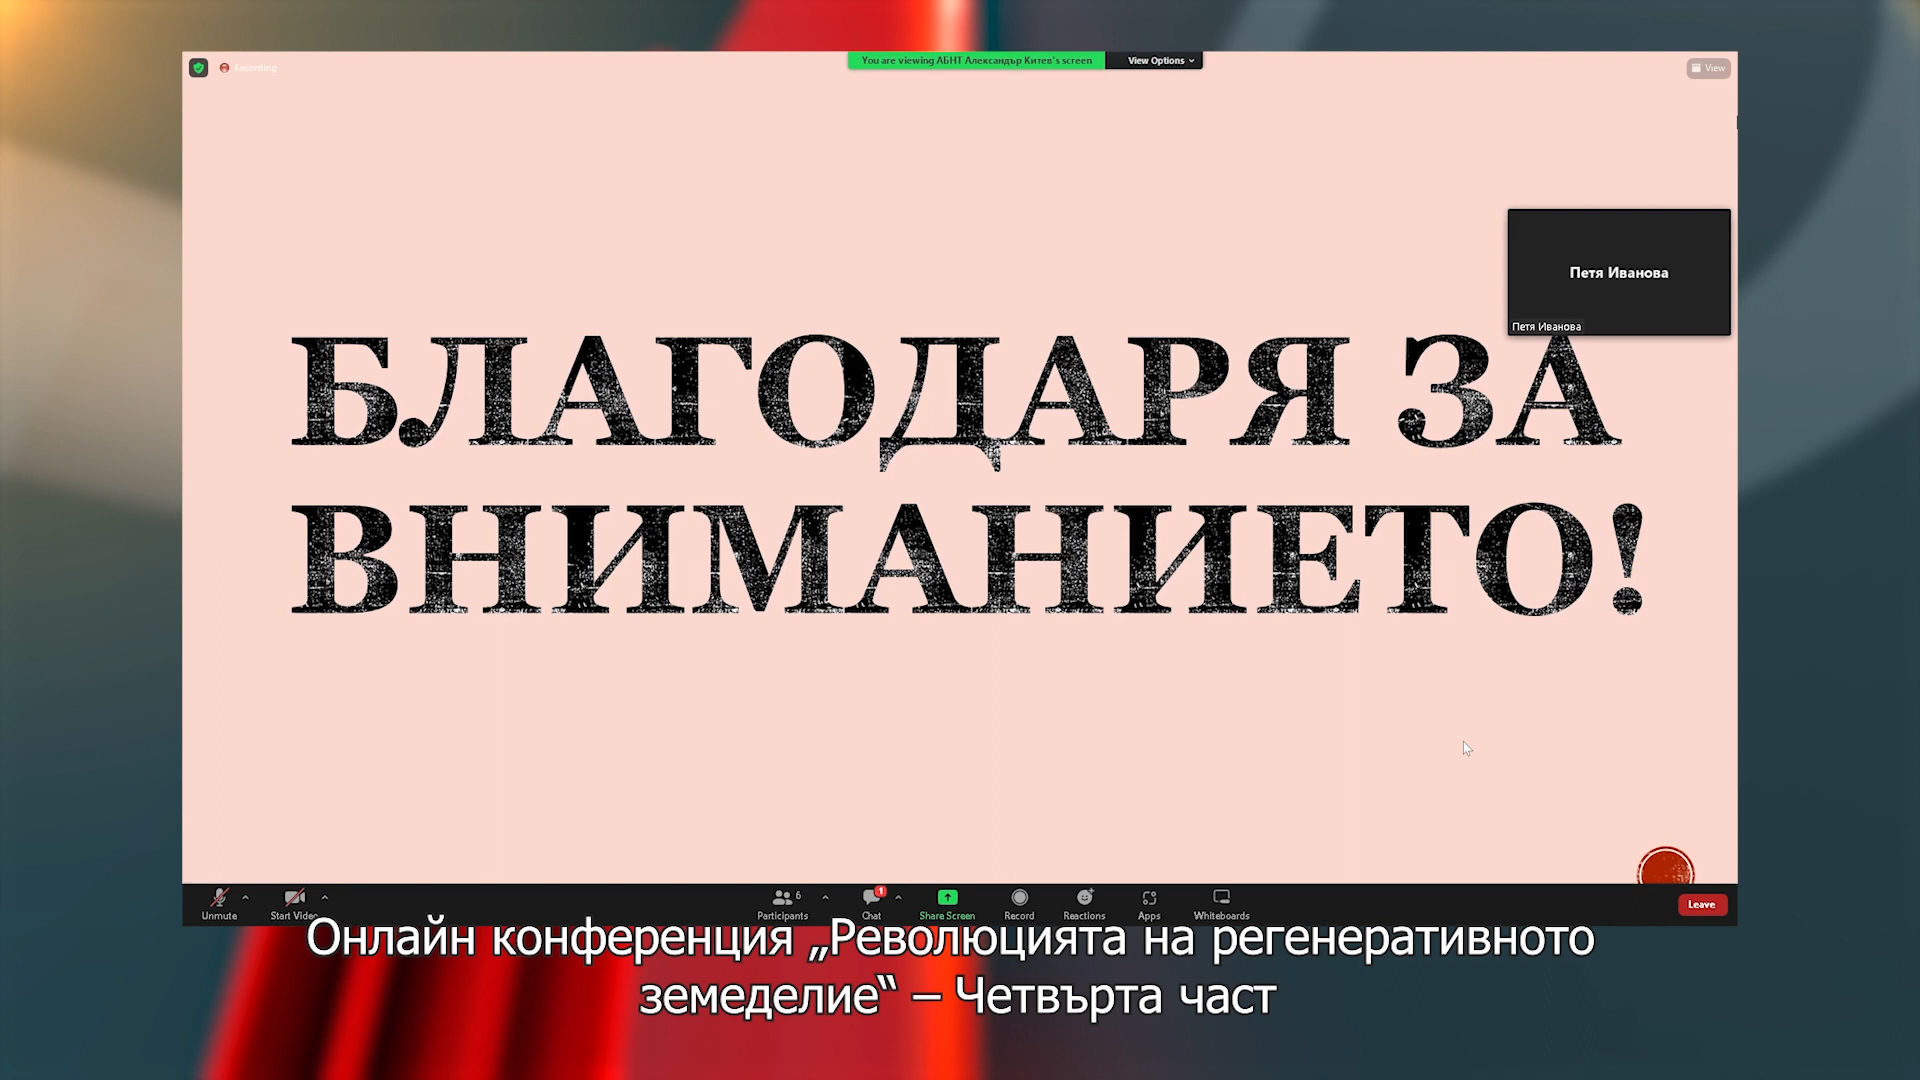 Recording
You are viewing АБНТ Александър Китев's screen
View Options
View
Петя Иванова
Петя Иванова
БЛАГОДАРЯ ЗА
ВНИМАНИЕТО!
Unmute
Start Video
6
Participants
1
Chat
Share Screen
Record
Reactions
Apps
Whiteboards
Leave
Онлайн конференция „Революцията на регенеративното
земеделие“ – Четвърта част